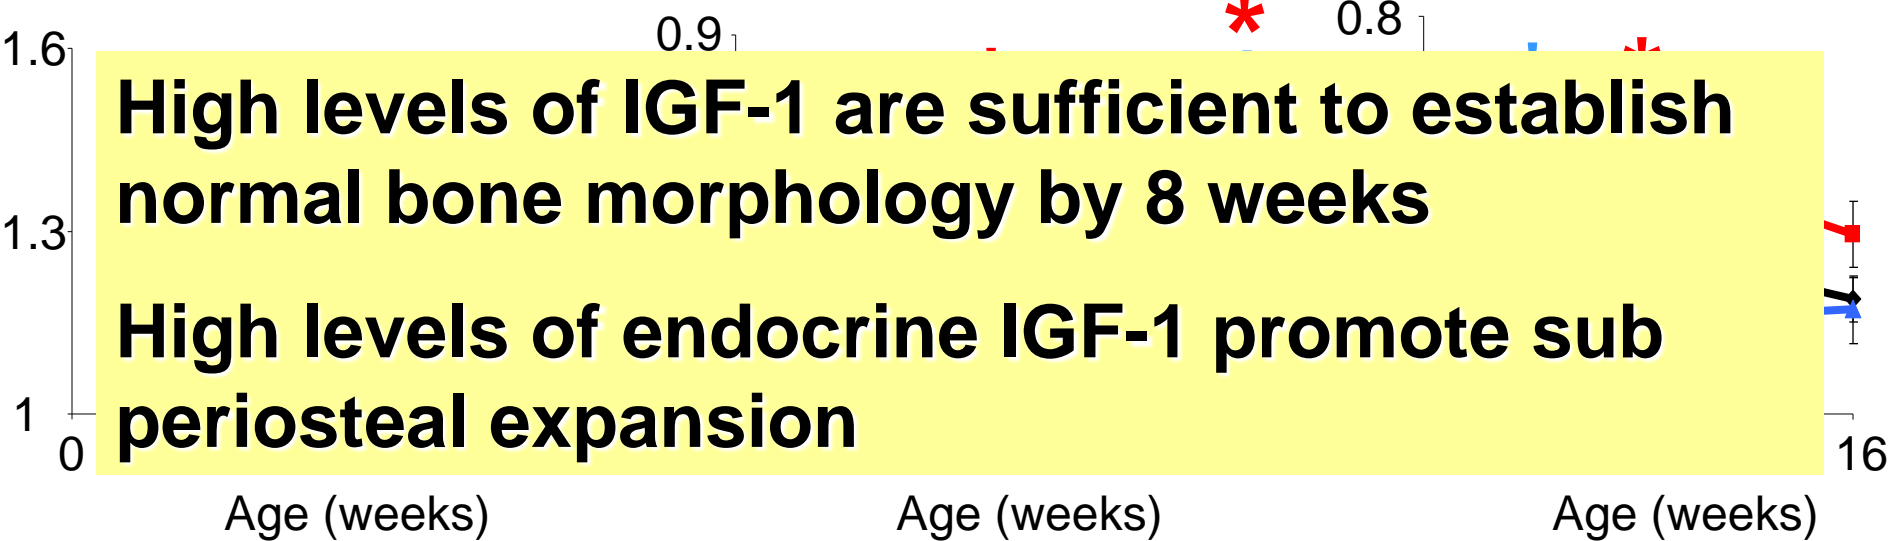 0.9
*
0.8
*
1.6
High levels of IGF-1 are sufficient to establish
normal bone morphology by 8 weeks
1.3
High levels of endocrine IGF-1 promote sub
periosteal expansion
1
0
16
Age (weeks)
Age (weeks)
Age (weeks)